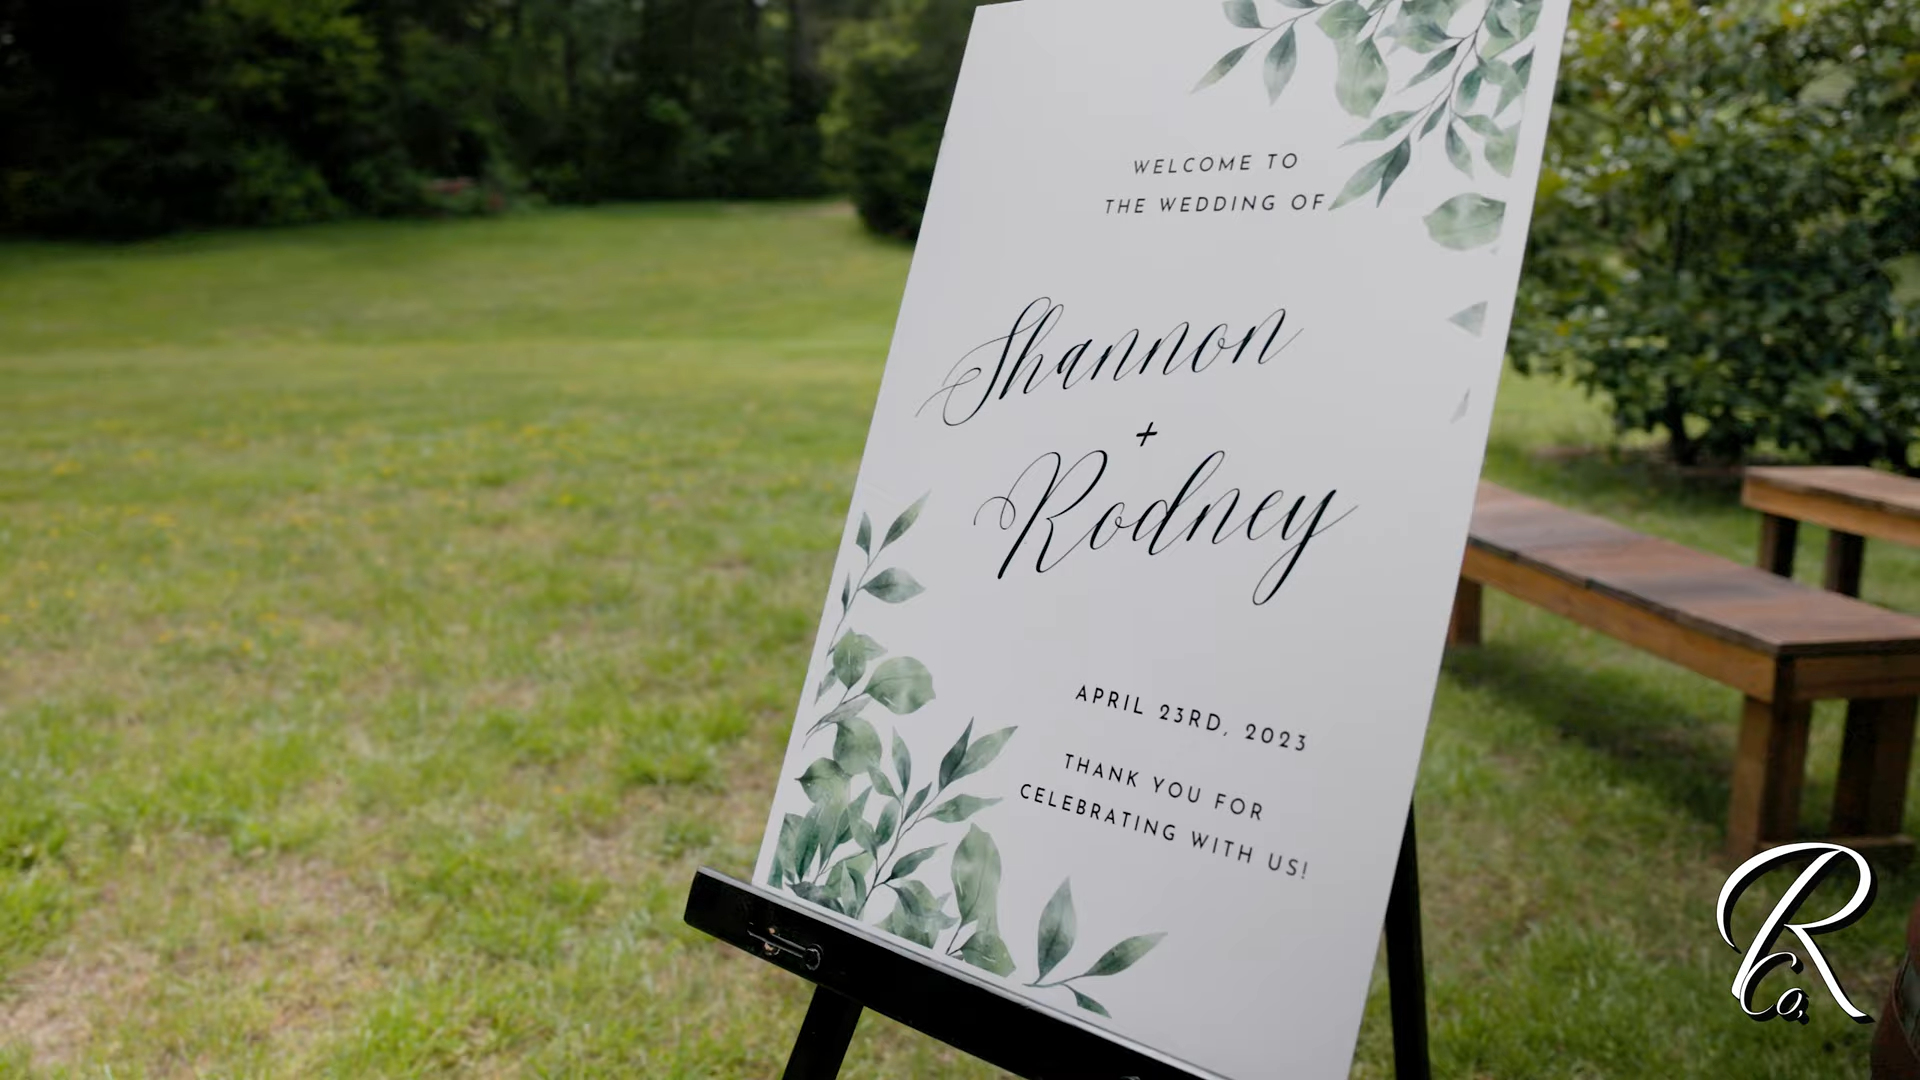 WELCOME TO
THE WEDDING OF
Shannon
+
Rodney
APRIL 23RD, 2023
THANK YOU FOR
CELEBRATING WITH US!
R
Co.